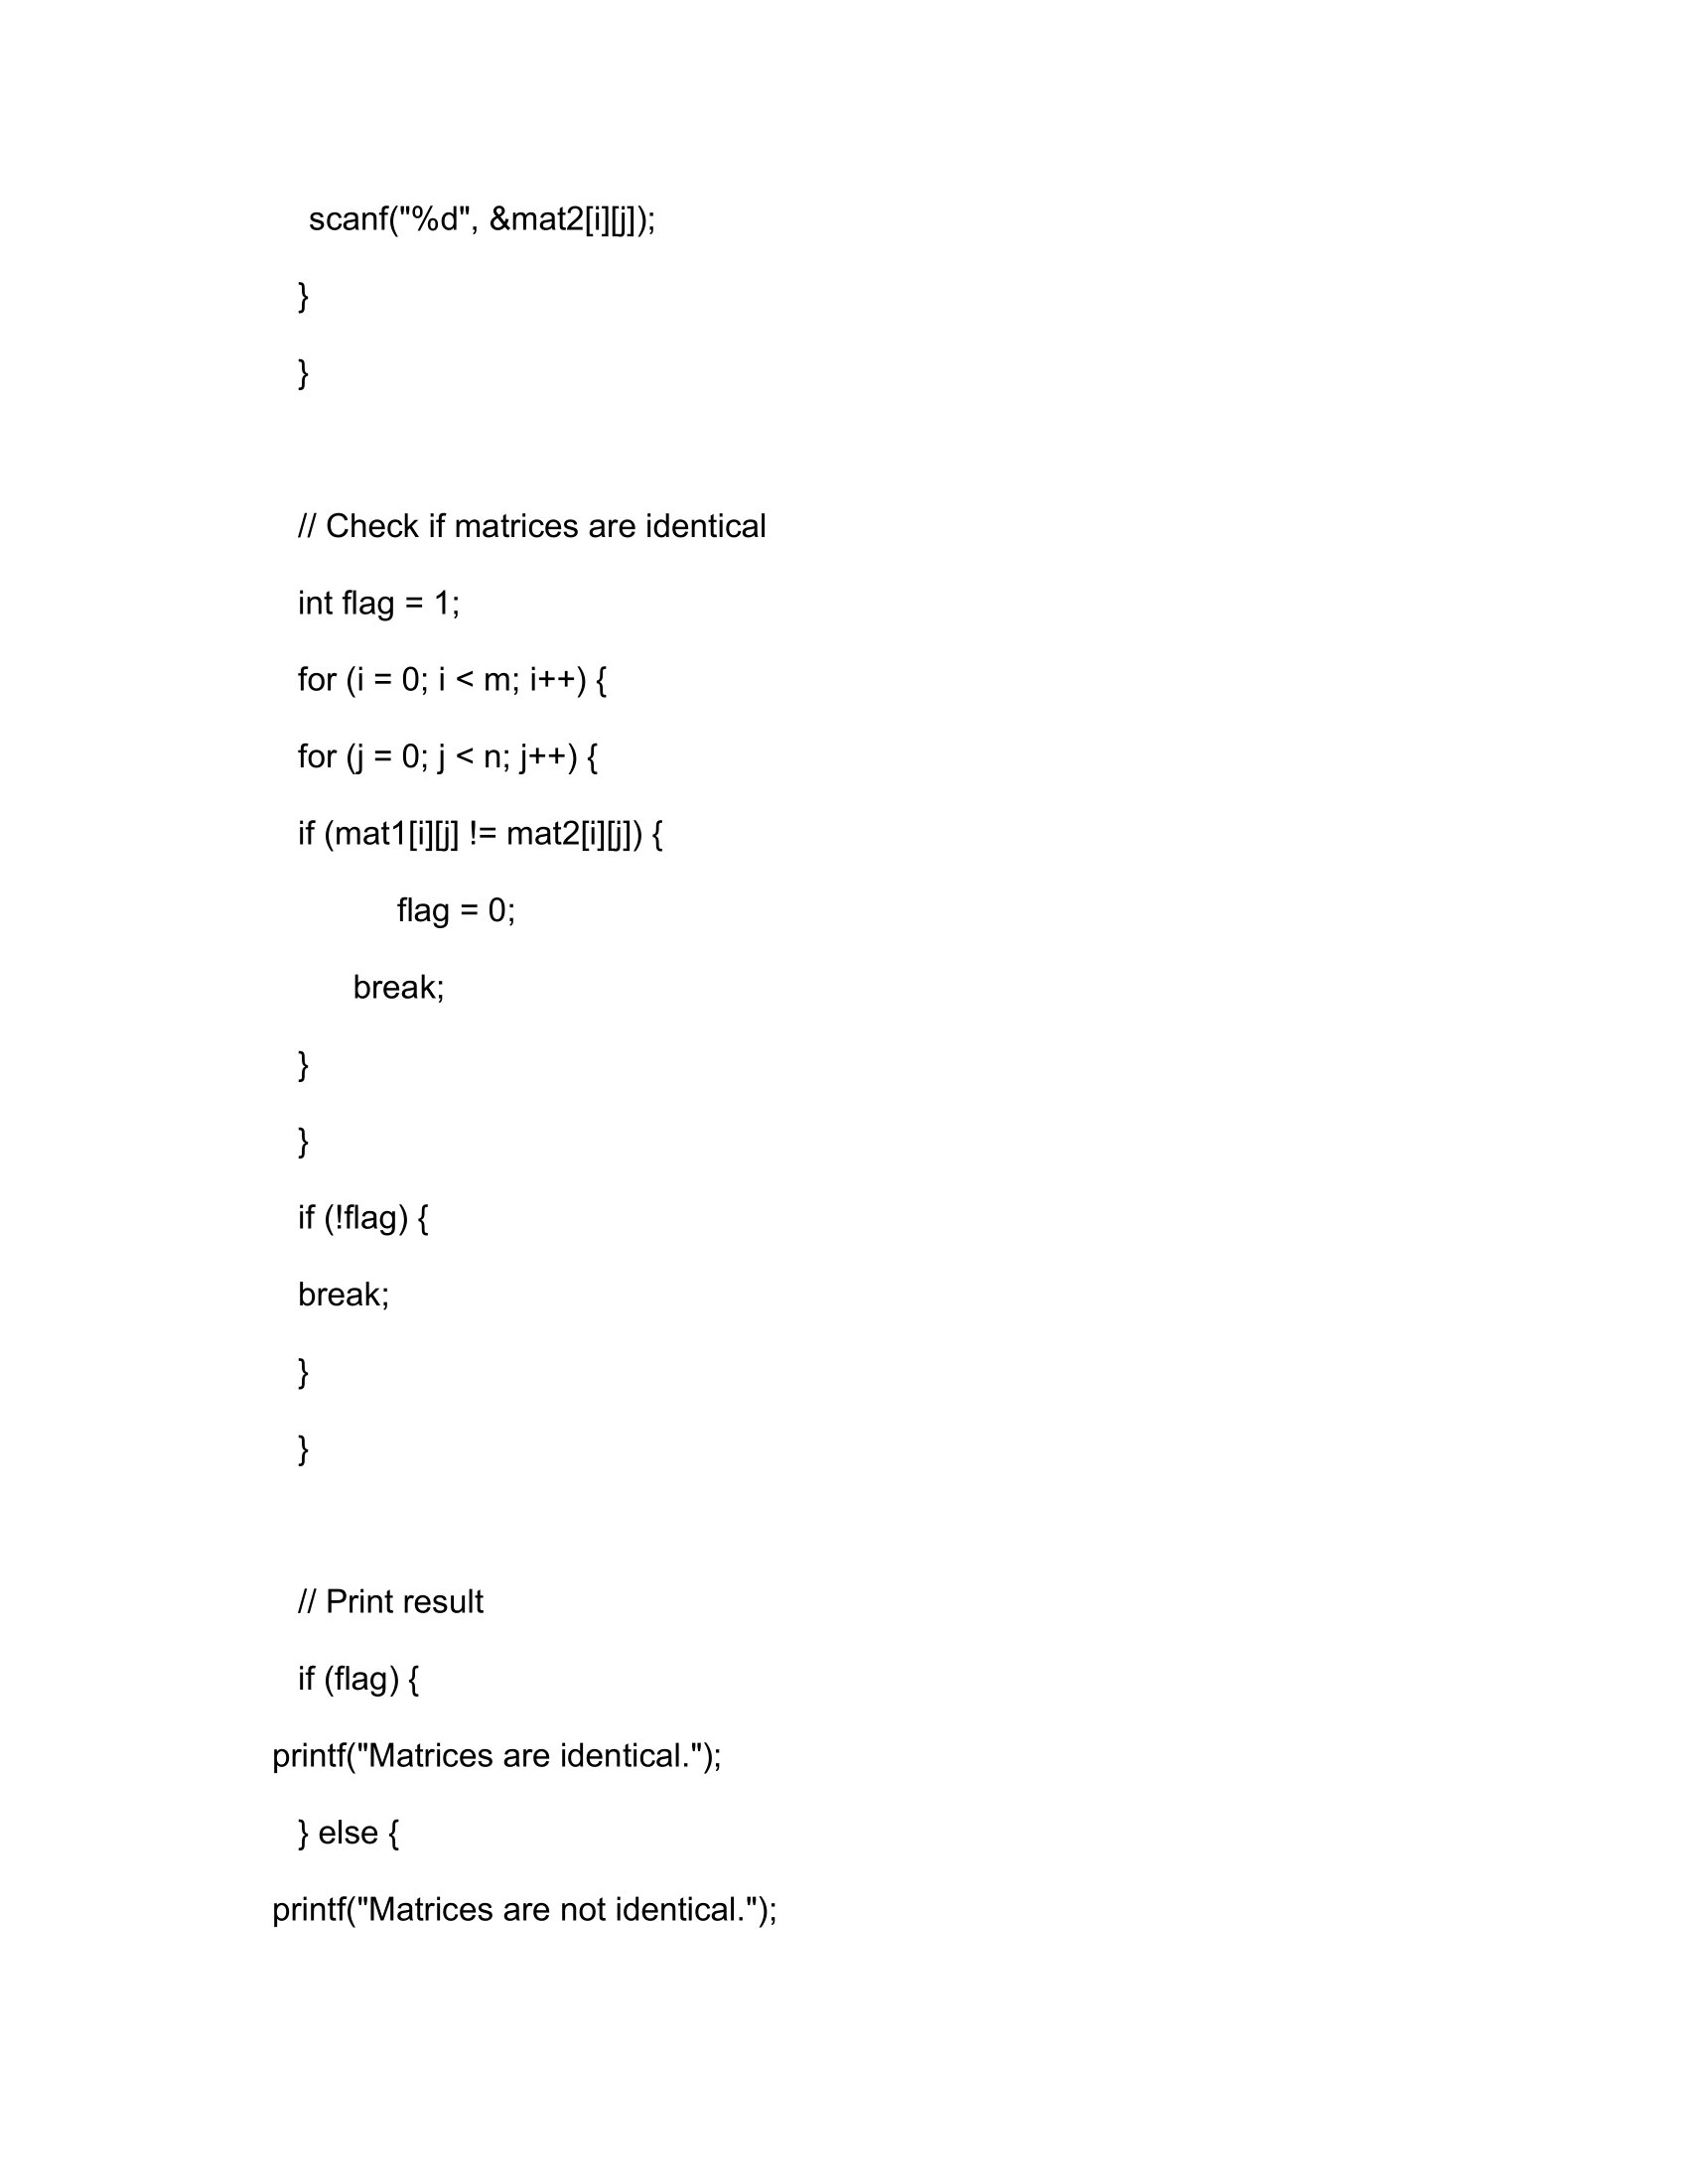 scanf("%d", &mat2[i][j]);
}
}
// Check if matrices are identical
int flag = 1;
for (i = 0; i < m; i++) {
for (j = 0; j < n; j++) {
if (mat1[i][j] != mat2[i][j]) {
flag = 0;
break;
}
}
if (!flag) {
break;
}
}
// Print result
if (flag) {
printf("Matrices are identical.");
} else {
printf("Matrices are not identical.");